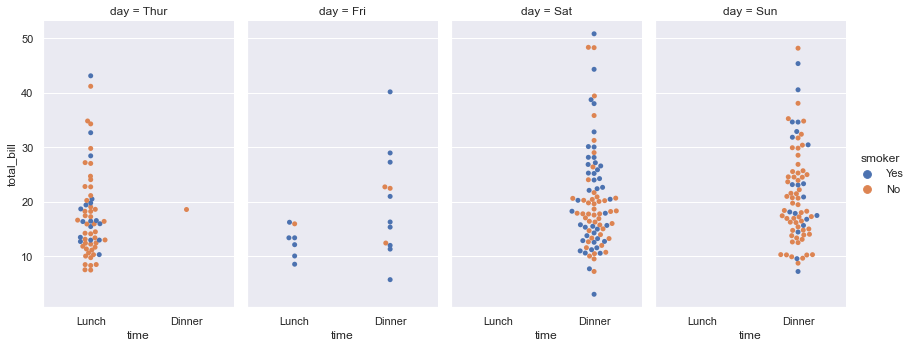 day = Thur
day = Fri
day = Sat
day = Sun
total_bill
50
40
30
20
10
Lunch
Dinner
time
Lunch
Dinner
time
Lunch
Dinner
time
Lunch
Dinner
time
smoker
Yes
No